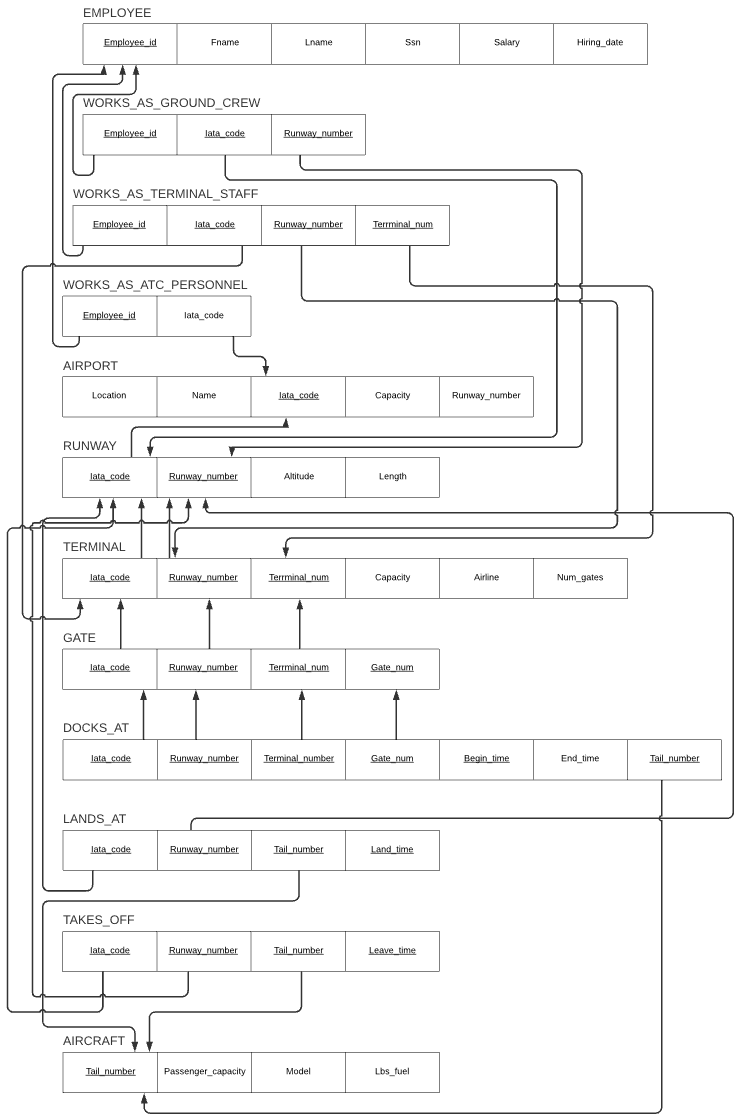 EMPLOYEE
Employee_id Fname Lname Ssn Salary Hiring_date
WORKS_AS_GROUND_CREW
Employee_id Iata_code Runway_number
WORKS_AS_TERMINAL_STAFF
Employee_id Iata_code Runway_number Terrminal_num
WORKS_AS_ATC_PERSONNEL
Employee_id Iata_code
AIRPORT
Location Name Iata_code Capacity Runway_number
RUNWAY
Iata_code Runway_number Altitude Length
TERMINAL
Iata_code Runway_number Terrminal_num Capacity Airline Num_gates
GATE
Iata_code Runway_number Terrminal_num Gate_num
DOCKS_AT
Iata_code Runway_number Terminal_number Gate_num Begin_time End_time Tail_number
LANDS_AT
Iata_code Runway_number Tail_number Land_time
TAKES_OFF
Iata_code Runway_number Tail_number Leave_time
AIRCRAFT
Tail_number Passenger_capacity Model Lbs_fuel